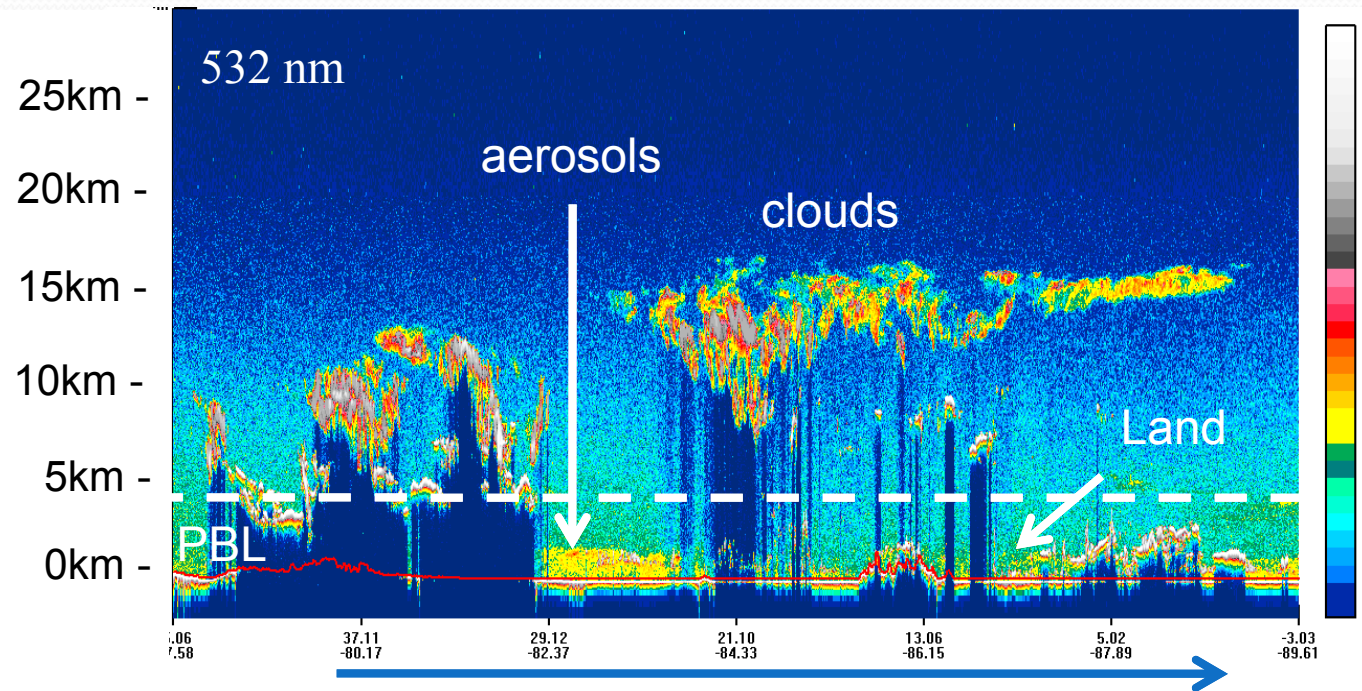 532 nm
25km -
aerosols
20km -
clouds
15km -
10km -
Land
5km -
PBL
0km -
37.11 29.12 21.10 13.06 5.02 -3.03
-80.17 -82.37 -84.33 -86.15 -87.89 -89.61